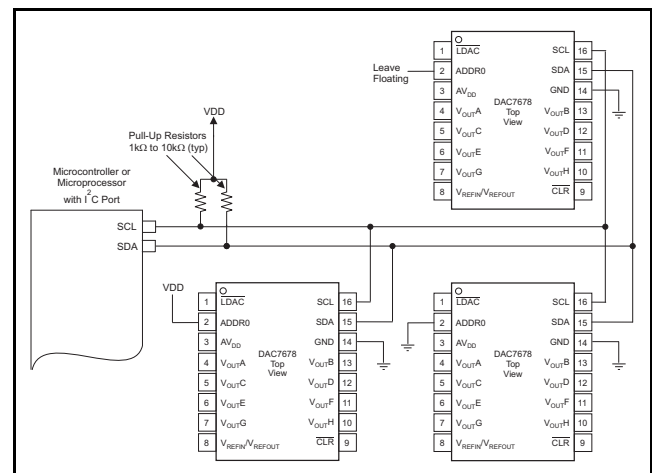 Leave
Floating
1 LDAC SCL 16
2 ADDR0 SDA 15
3 AVDD GND 14
4 VOUTA VOUTB 13
5 VOUTC VOUTD 12
6 VOUTE VOUTF 11
7 VOUTG VOUTH 10
8 VREFIN/VREFOUT CLR 9
DAC7678
Top
View
VDD
Pull-Up Resistors
1kΩ to 10kΩ (typ)
Microcontroller or
Microprocessor
with I2C Port
SCL
SDA
VDD
1 LDAC SCL 16
2 ADDR0 SDA 15
3 AVDD GND 14
4 VOUTA VOUTB 13
5 VOUTC VOUTD 12
6 VOUTE VOUTF 11
7 VOUTG VOUTH 10
8 VREFIN/VREFOUT CLR 9
DAC7678
Top
View
1 LDAC SCL 16
2 ADDR0 SDA 15
3 AVDD GND 14
4 VOUTA VOUTB 13
5 VOUTC VOUTD 12
6 VOUTE VOUTF 11
7 VOUTG VOUTH 10
8 VREFIN/VREFOUT CLR 9
DAC7678
Top
View